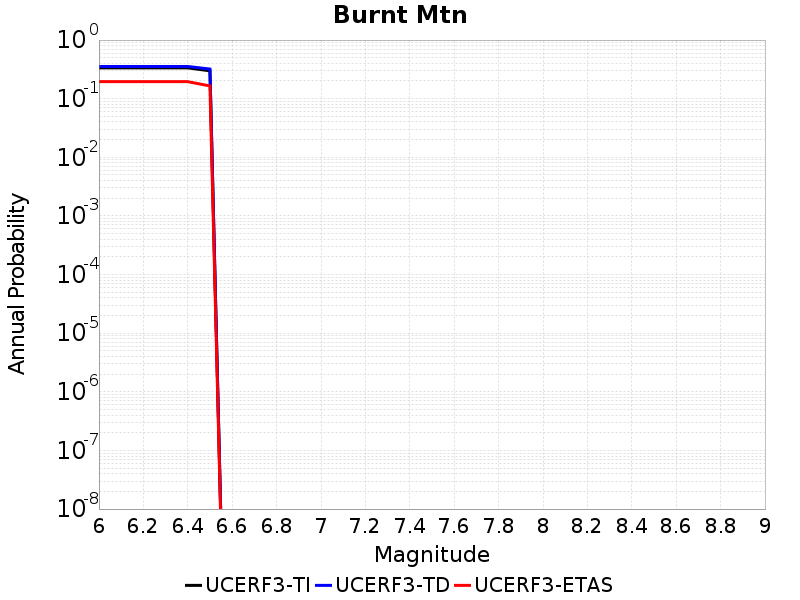 Burnt Mtn
10^0
10^-1
10^-2
10^-3
10^-4
10^-5
10^-6
10^-7
10^-8
Annual Probability
6 6.2 6.4 6.6 6.8 7 7.2 7.4 7.6 7.8 8 8.2 8.4 8.6 8.8 9
Magnitude
UCERF3-TI UCERF3-TD UCERF3-ETAS